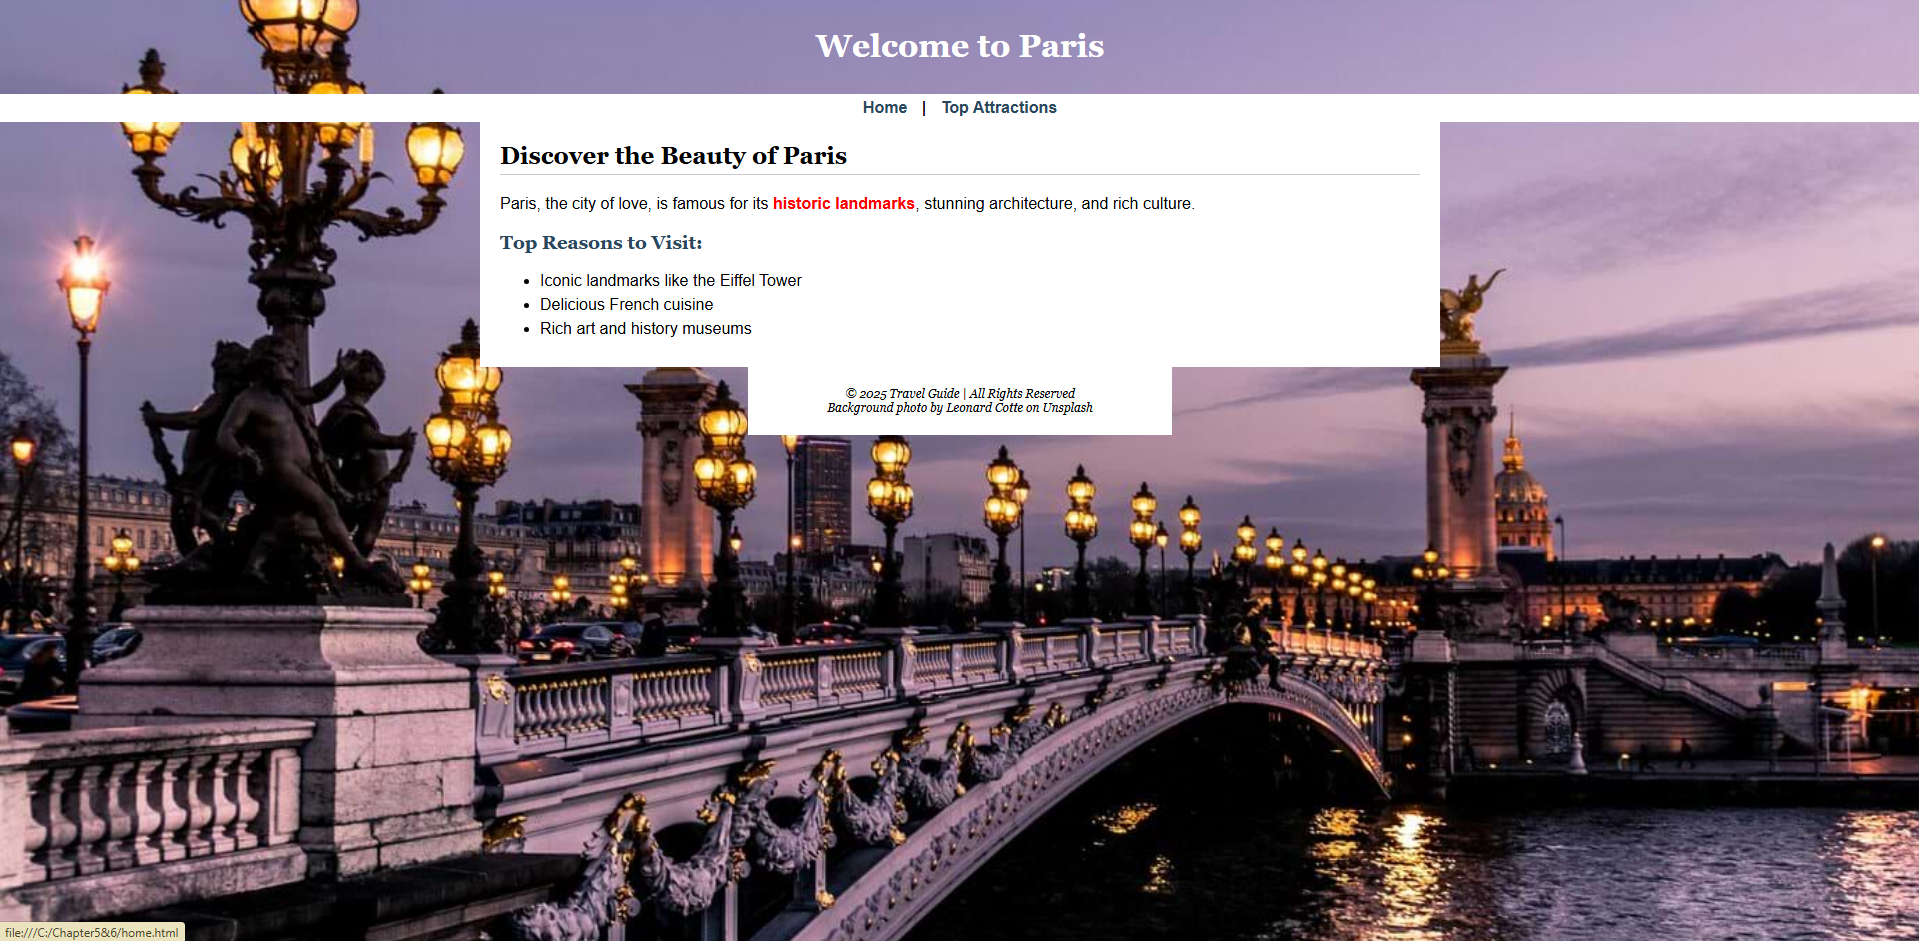 Welcome to Paris
Home | Top Attractions
Discover the Beauty of Paris
Paris, the city of love, is famous for its historic landmarks, stunning architecture, and rich culture.
Top Reasons to Visit:
• Iconic landmarks like the Eiffel Tower
• Delicious French cuisine
• Rich art and history museums
© 2025 Travel Guide | All Rights Reserved
Background photo by Leonard Cotte on Unsplash
file:///C:/Chapter5&6/home.html